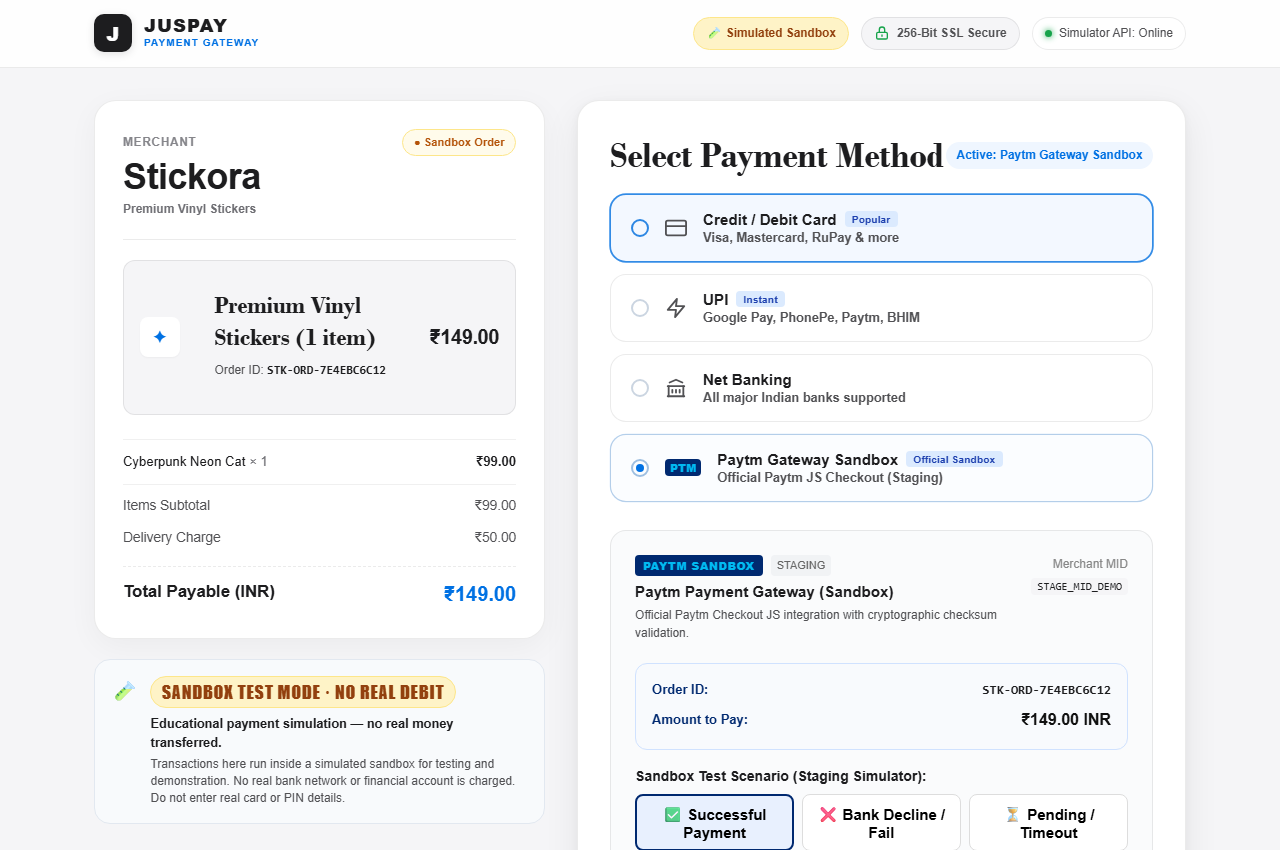 J
JUSPAY
PAYMENT GATEWAY
Simulated Sandbox
256-Bit SSL Secure
Simulator API: Online
MERCHANT
● Sandbox Order
Stickora
Premium Vinyl Stickers
✦
Premium Vinyl
Stickers (1 item)
₹149.00
Order ID: STK-ORD-7E4EBC6C12
Cyberpunk Neon Cat × 1
₹99.00
Items Subtotal
₹99.00
Delivery Charge
₹50.00
Total Payable (INR)
₹149.00
SANDBOX TEST MODE · NO REAL DEBIT
Educational payment simulation — no real money
transferred.
Transactions here run inside a simulated sandbox for testing and
demonstration. No real bank network or financial account is charged.
Do not enter real card or PIN details.
Select Payment Method
Active: Paytm Gateway Sandbox
Credit / Debit Card Popular
Visa, Mastercard, RuPay & more
UPI Instant
Google Pay, PhonePe, Paytm, BHIM
Net Banking
All major Indian banks supported
PTM
Paytm Gateway Sandbox Official Sandbox
Official Paytm JS Checkout (Staging)
PAYTM SANDBOX STAGING
Merchant MID
STAGE_MID_DEMO
Paytm Payment Gateway (Sandbox)
Official Paytm Checkout JS integration with cryptographic checksum
validation.
Order ID:
STK-ORD-7E4EBC6C12
Amount to Pay:
₹149.00 INR
Sandbox Test Scenario (Staging Simulator):
✅ Successful
Payment
❌ Bank Decline /
Fail
⏳ Pending /
Timeout